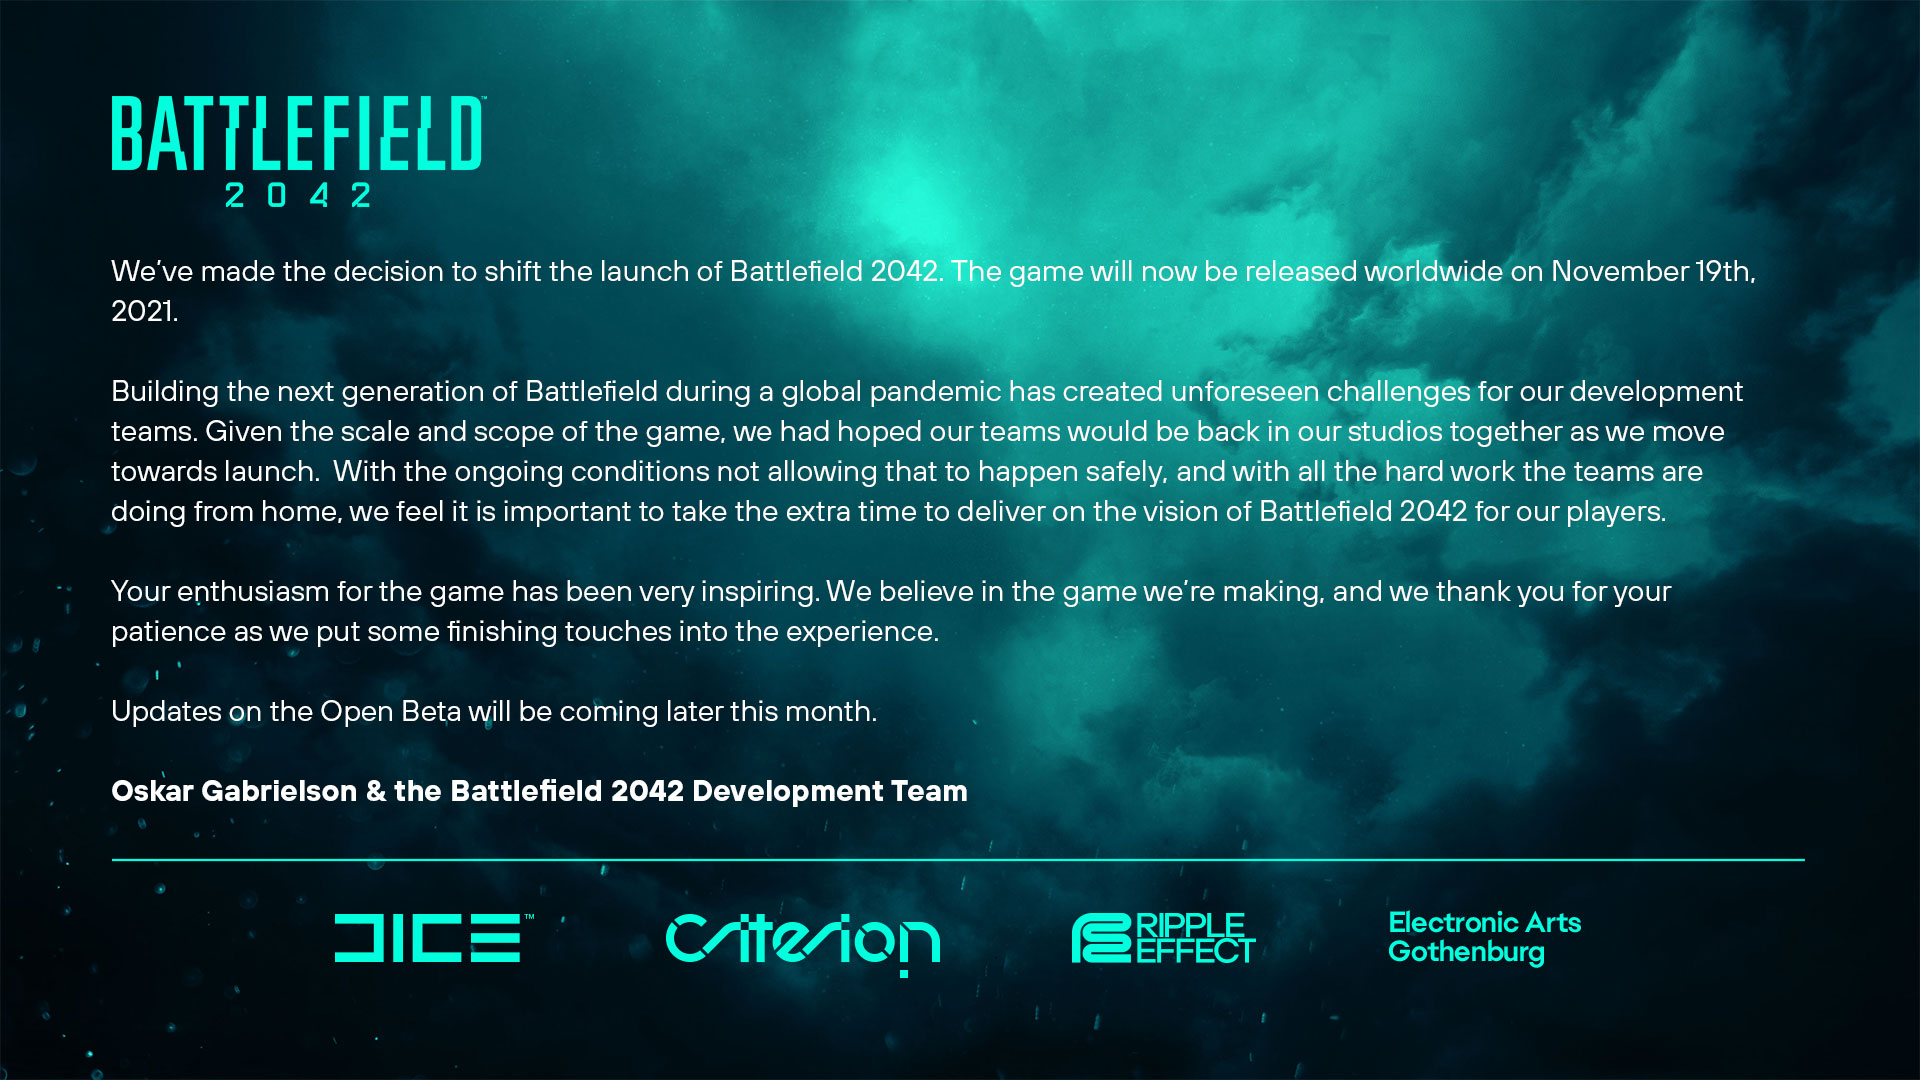 BATTLEFIELD™
2042
We’ve made the decision to shift the launch of Battlefield 2042. The game will now be released worldwide on November 19th,
2021.
Building the next generation of Battlefield during a global pandemic has created unforeseen challenges for our development
teams. Given the scale and scope of the game, we had hoped our teams would be back in our studios together as we move
towards launch.  With the ongoing conditions not allowing that to happen safely, and with all the hard work the teams are
doing from home, we feel it is important to take the extra time to deliver on the vision of Battlefield 2042 for our players.
Your enthusiasm for the game has been very inspiring. We believe in the game we’re making, and we thank you for your
patience as we put some finishing touches into the experience.
Updates on the Open Beta will be coming later this month.
Oskar Gabrielson & the Battlefield 2042 Development Team
DICE™
Criterion
RIPPLE
EFFECT
Electronic Arts
Gothenburg